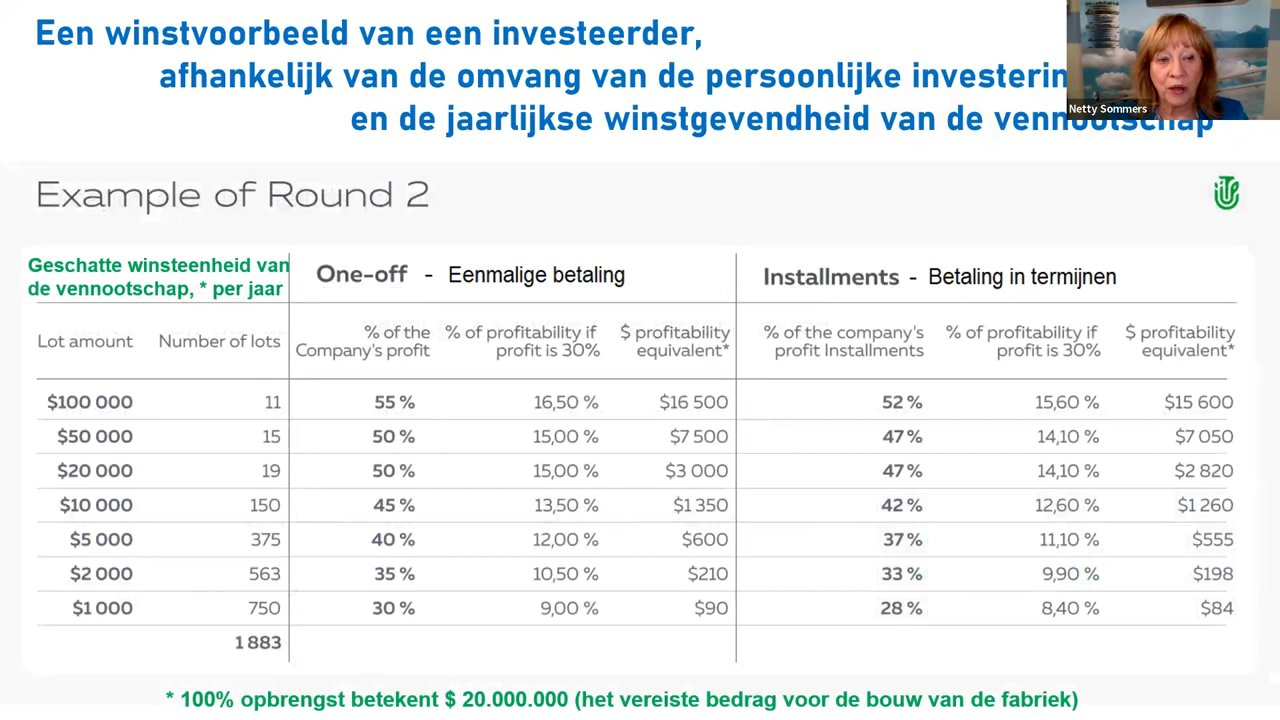 Een winstvoorbeeld van een investeerder,
afhankelijk van de omvang van de persoonlijke investerin
en de jaarlijkse winstgevendheid van de vennootschap
Netty Sommers
Example of Round 2
Geschatte winsteenheid van
de vennootschap, * per jaar
One-off - Eenmalige betaling
Installments - Betaling in termijnen
Lot amount Number of lots % of the Company's profit % of profitability if profit is 30% $ profitability equivalent* % of the company's profit Installments % of profitability if profit is 30% $ profitability equivalent*
$100 000 11 55 % 16,50 % $16 500 52 % 15,60 % $15 600
$50 000 15 50 % 15,00 % $7 500 47 % 14,10 % $7 050
$20 000 19 50 % 15,00 % $3 000 47 % 14,10 % $2 820
$10 000 150 45 % 13,50 % $1 350 42 % 12,60 % $1 260
$5 000 375 40 % 12,00 % $600 37 % 11,10 % $555
$2 000 563 35 % 10,50 % $210 33 % 9,90 % $198
$1 000 750 30 % 9,00 % $90 28 % 8,40 % $84
1 883
* 100% opbrengst betekent $ 20.000.000 (het vereiste bedrag voor de bouw van de fabriek)